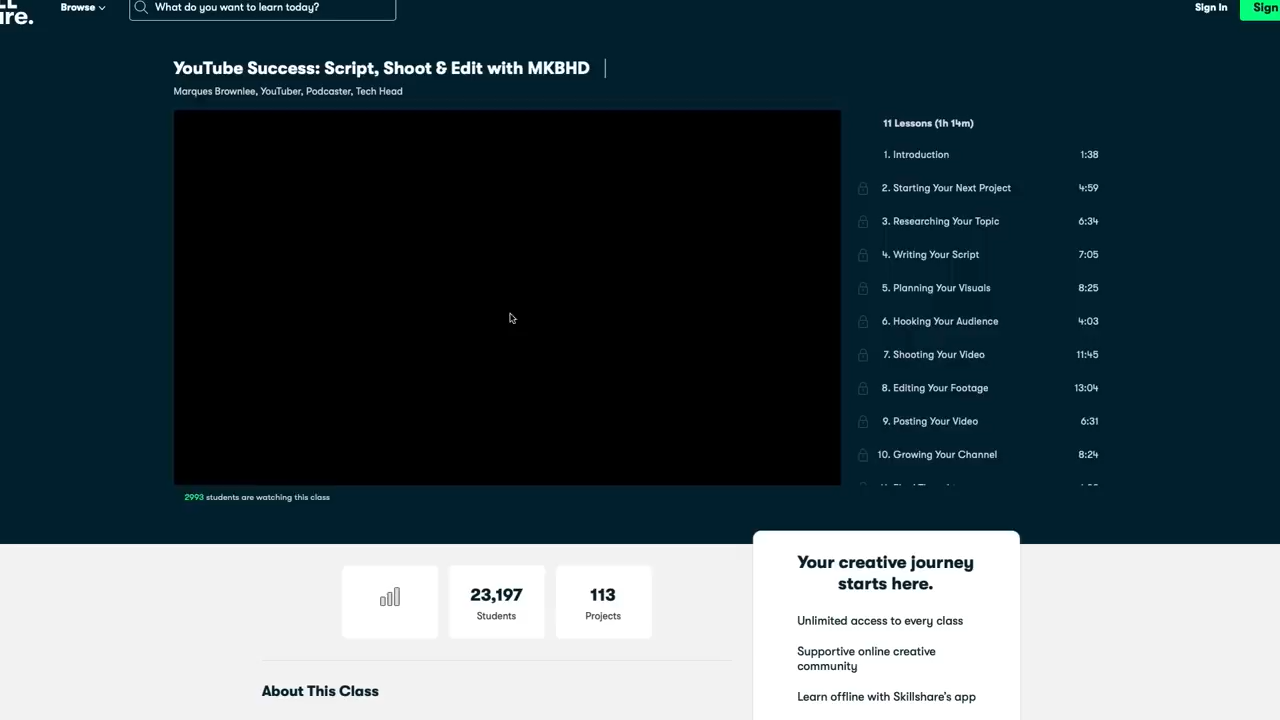 Browse
What do you want to learn today?
Sign In
Sign
YouTube Success: Script, Shoot & Edit with MKBHD
Marques Brownlee, YouTuber, Podcaster, Tech Head
11 Lessons (1h 14m)
1. Introduction 1:38
2. Starting Your Next Project 4:59
3. Researching Your Topic 6:34
4. Writing Your Script 7:05
5. Planning Your Visuals 8:25
6. Hooking Your Audience 4:03
7. Shooting Your Video 11:45
8. Editing Your Footage 13:04
9. Posting Your Video 6:31
10. Growing Your Channel 8:24
2993 students are watching this class
23,197
Students
113
Projects
About This Class
Your creative journey
starts here.
Unlimited access to every class
Supportive online creative
community
Learn offline with Skillshare's app